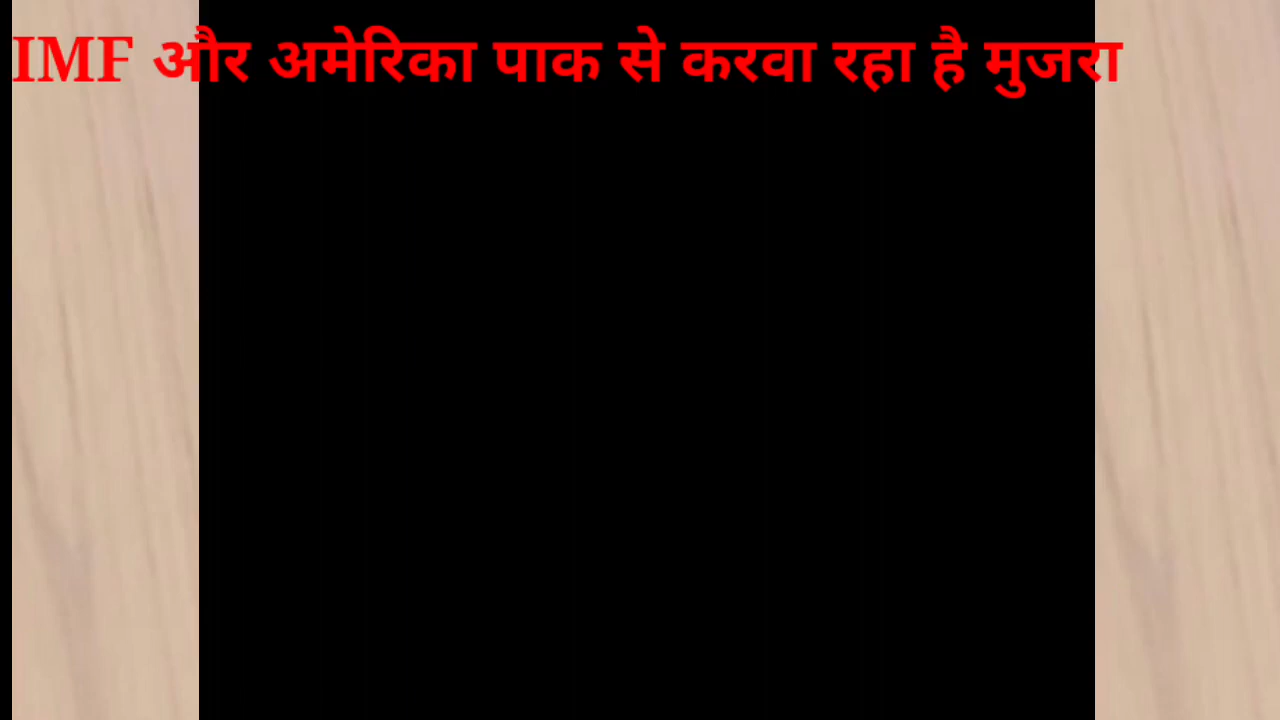 IMF और अमेरिका पाक से करवा रहा है मुजरा